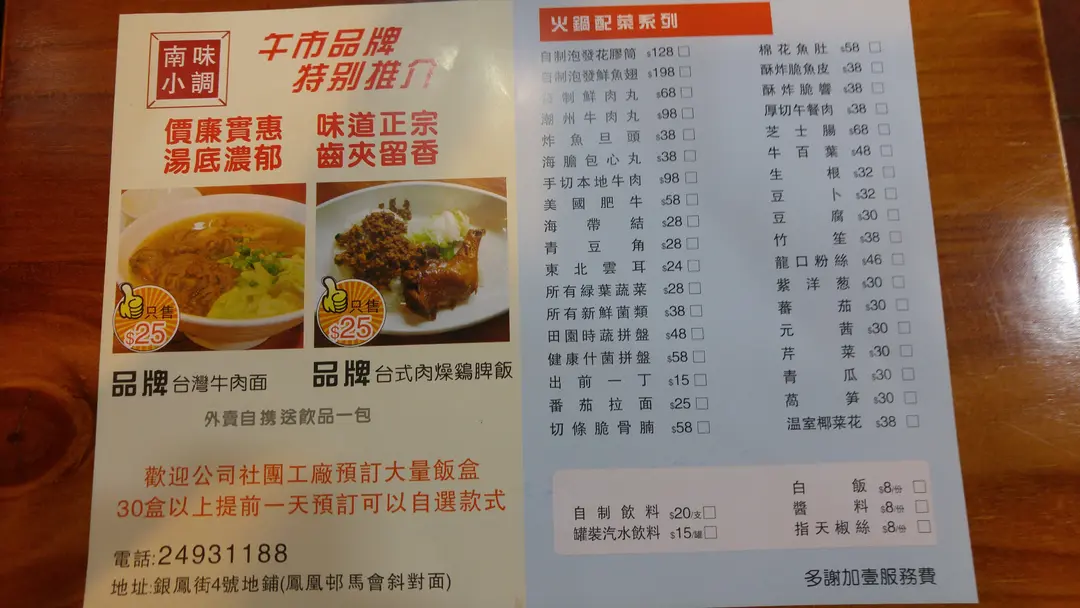 南味
小調
午市品牌
特别推介
價廉實惠 味道正宗
湯底濃郁 齒夾留香
只售
$25
只售
$25
品牌台灣牛肉面
品牌台式肉燥鷄脾飯
外賣自携送飲品一包
歡迎公司社團工廠預訂大量飯盒
30盒以上提前一天預訂可以自選款式
電話:24931188
地址:銀鳳街4號地鋪(鳳凰邨馬會斜對面)
火鍋配菜系列
自制泡發花膠筒 $128
自制泡發鮮魚翅 $198
制鮮肉丸 $68
潮州牛肉丸 $98
炸魚旦頭 $38
海膽包心丸 $38
手切本地牛肉 $98
美國肥牛 $58
海帶結 $28
青豆角 $28
東北雲耳 $24
所有綠葉蔬菜 $28
所有新鮮菌類 $38
田園時蔬拼盤 $48
健康什菌拼盤 $58
出前一丁 $15
番茄拉面 $25
切條脆骨腩 $58
棉花魚肚 $58
酥炸脆魚皮 $38
酥炸脆響 $38
厚切午餐肉 $38
芝士腸 $68
牛百葉 $48
生根 $32
豆卜 $32
豆腐 $30
竹笙 $38
龍口粉絲 $46
紫洋葱 $30
蕃茄 $30
元茜 $30
芹菜 $30
青瓜 $30
萵笋 $30
温室椰菜花 $38
自制飲料 $20/支
罐裝汽水飲料 $15/罐
白飯 $8/份
醬料 $8/份
指天椒絲 $8/份
多謝加壹服務費